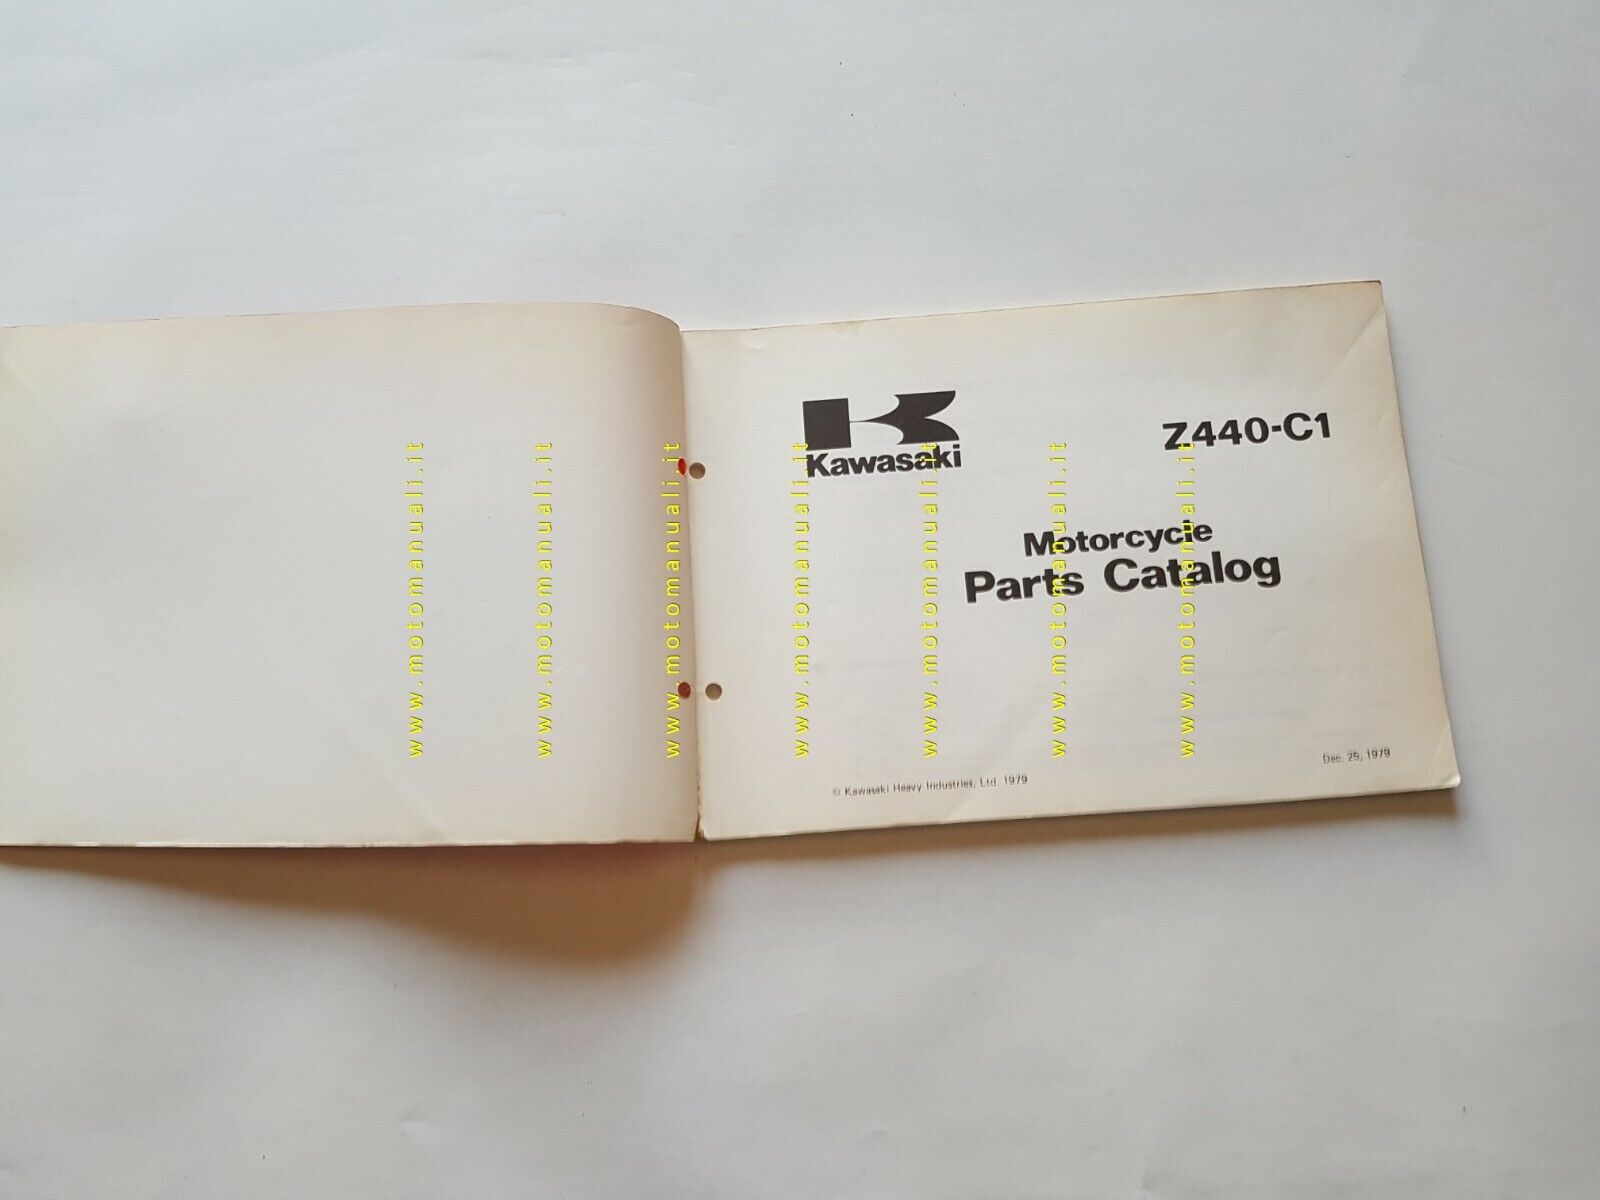 Kawasaki
Z440-C1
Motorcycle
Parts Catalog
© Kawasaki Heavy Industries, Ltd. 1979
Dec. 25, 1979
www.motomanuali.it
www.motomanuali.it
www.motomanuali.it
www.motomanuali.it
www.motomanuali.it
www.motomanuali.it
www.motomanuali.it